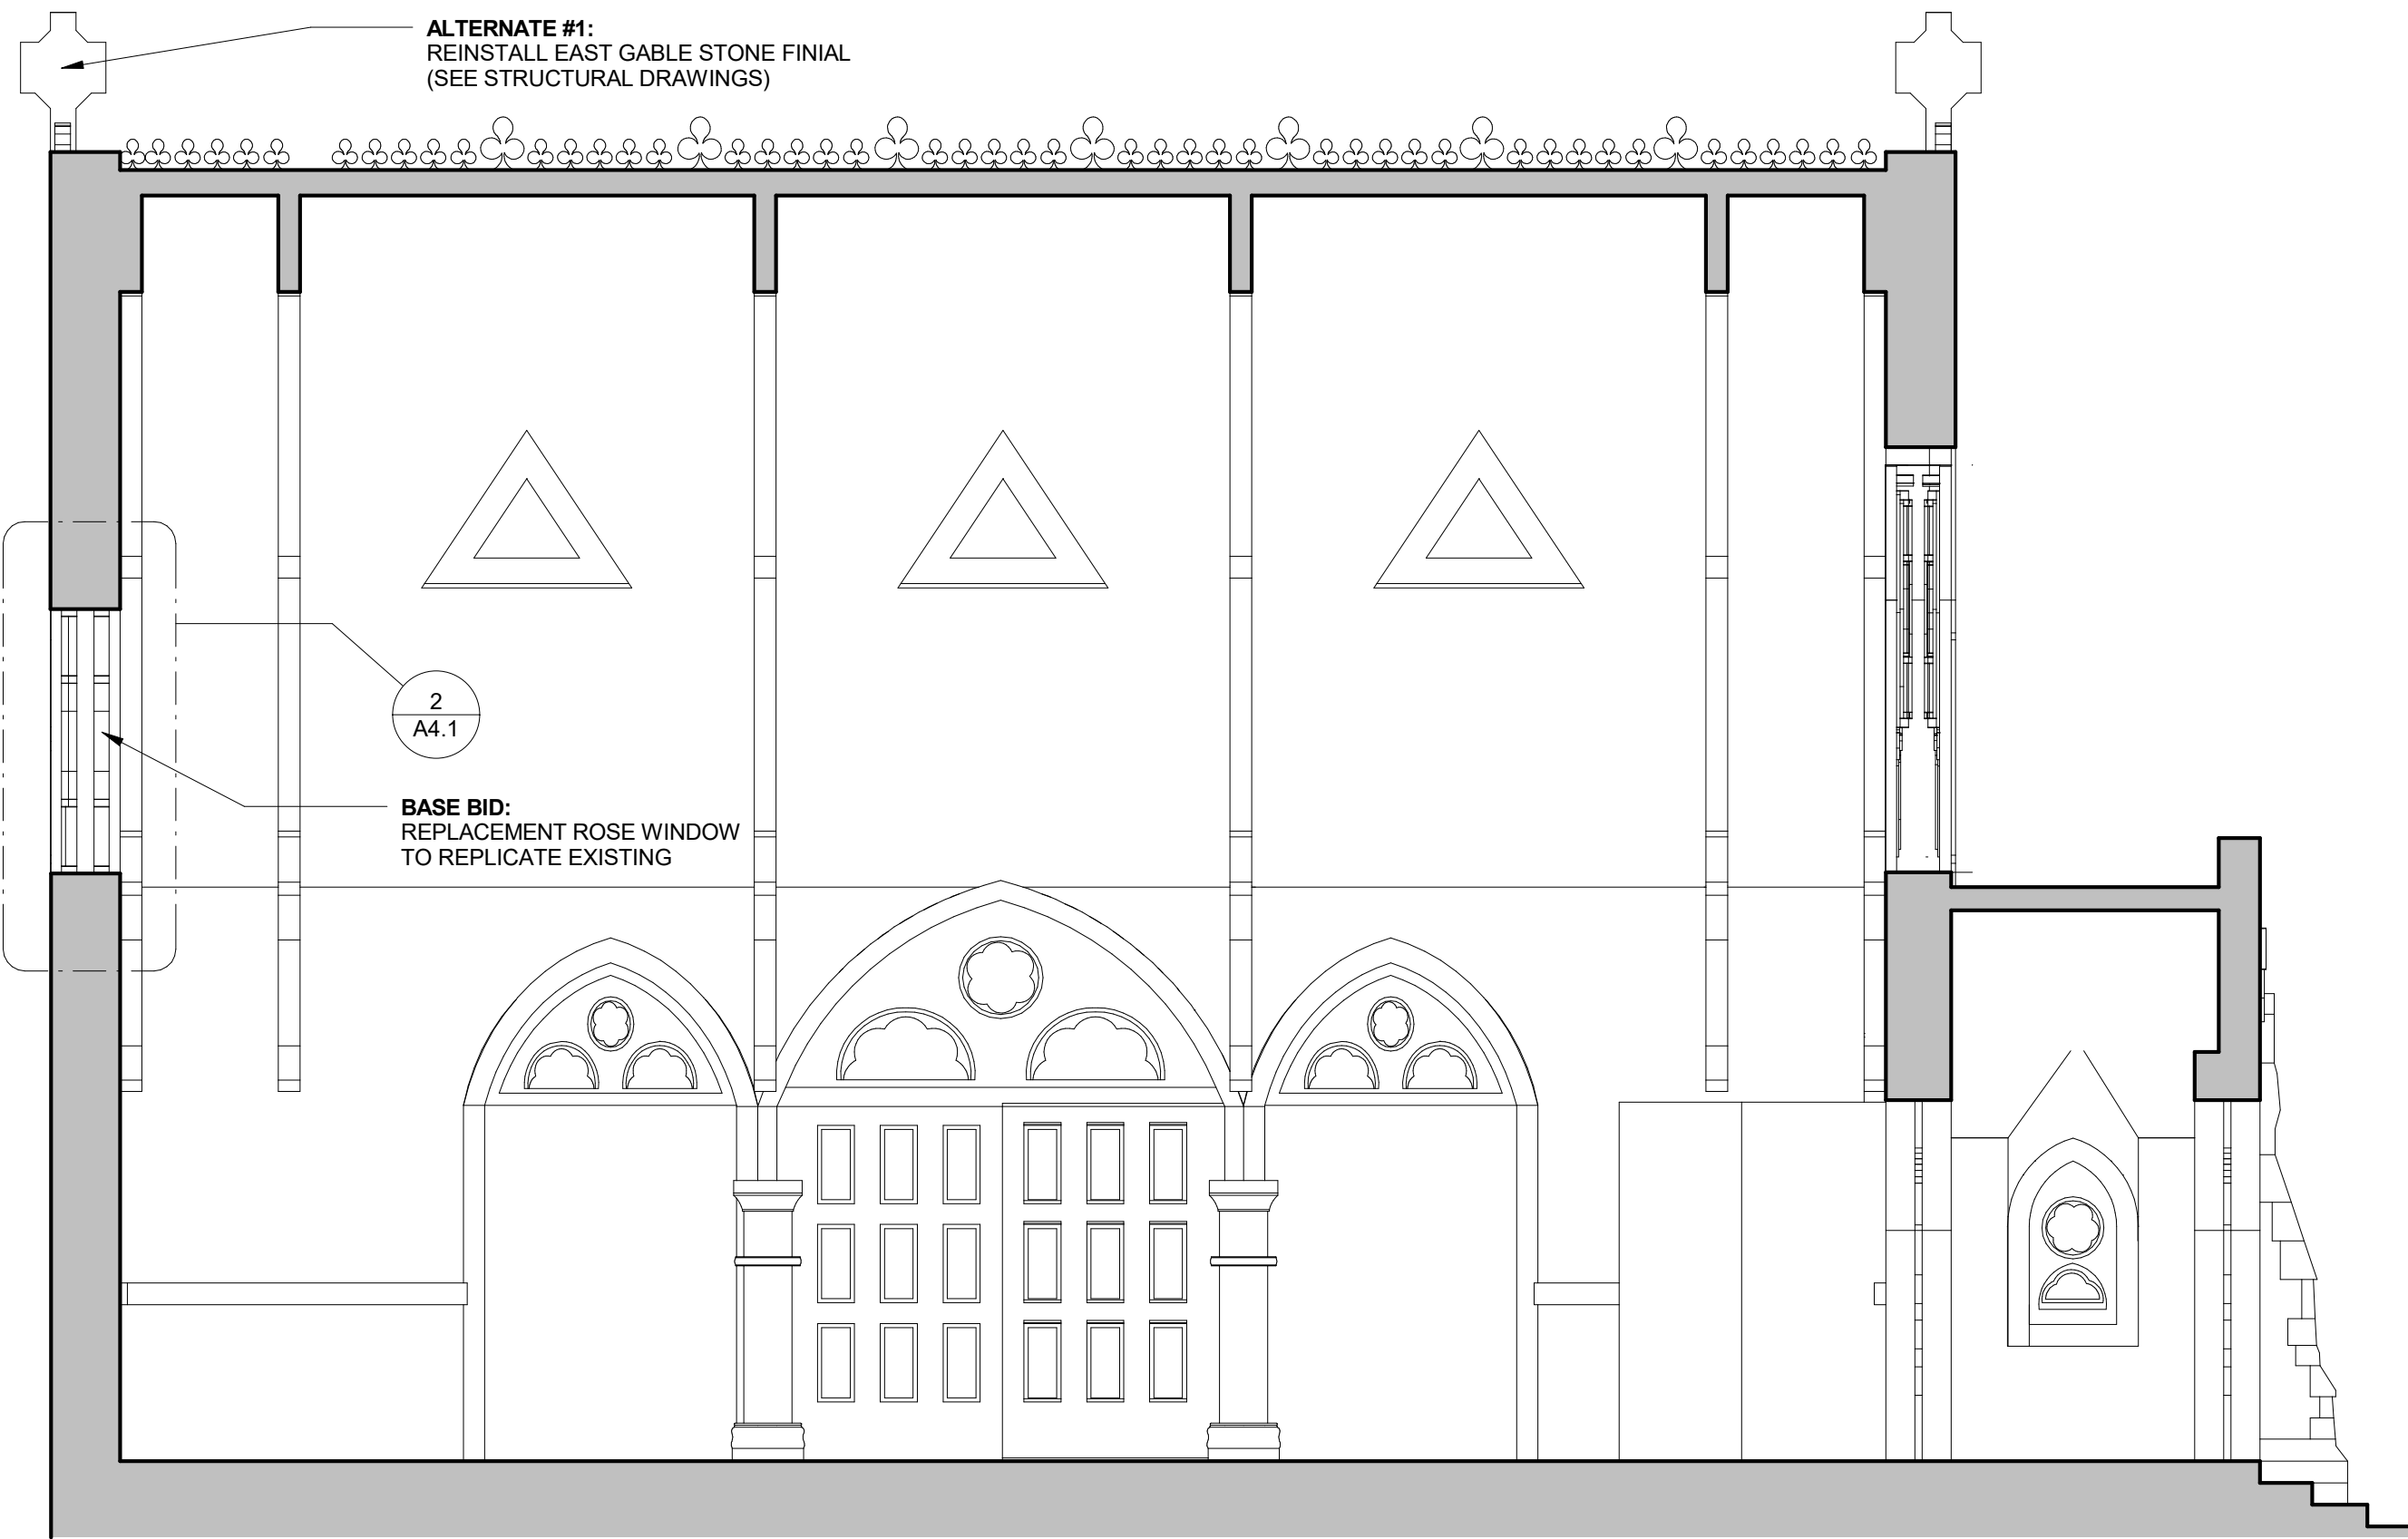 ALTERNATE #1:
REINSTALL EAST GABLE STONE FINIAL
(SEE STRUCTURAL DRAWINGS)
2
A4.1
BASE BID:
REPLACEMENT ROSE WINDOW
TO REPLICATE EXISTING